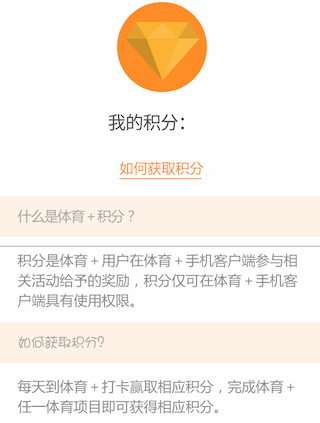 我的积分：
如何获取积分
什么是体育+积分？
积分是体育+用户在体育+手机客户端参与相
关活动给予的奖励，积分仅可在体育+手机客
户端具有使用权限。
如何获取积分?
每天到体育+打卡赢取相应积分，完成体育+
任一体育项目即可获得相应积分。